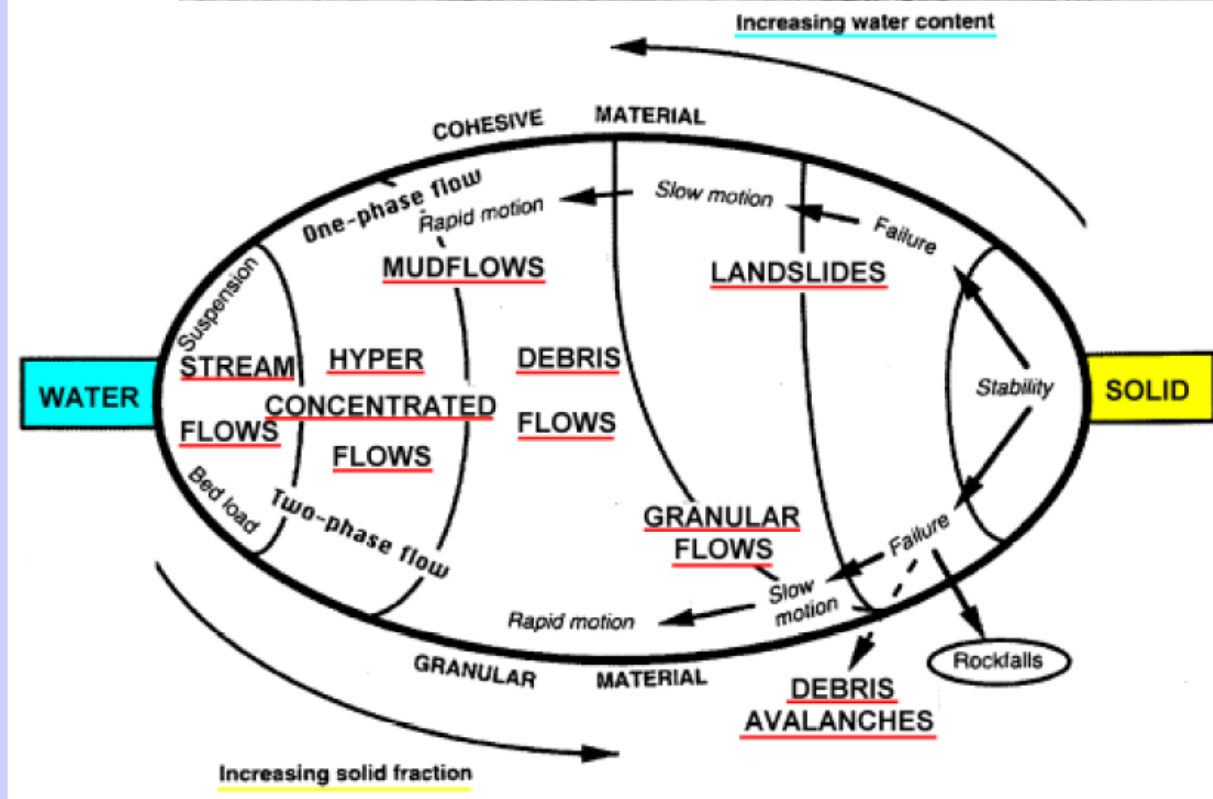 Increasing water content
COHESIVE MATERIAL
One-phase flow
Rapid motion
Slow motion
Failure
Suspension
MUDFLOWS
LANDSLIDES
STREAM
FLOWS
HYPER
CONCENTRATED
FLOWS
DEBRIS
FLOWS
WATER
Stability
SOLID
Bed load
Two-phase flow
GRANULAR
FLOWS
Failure
Slow
motion
Rapid motion
Rockfalls
GRANULAR MATERIAL
DEBRIS
AVALANCHES
Increasing solid fraction